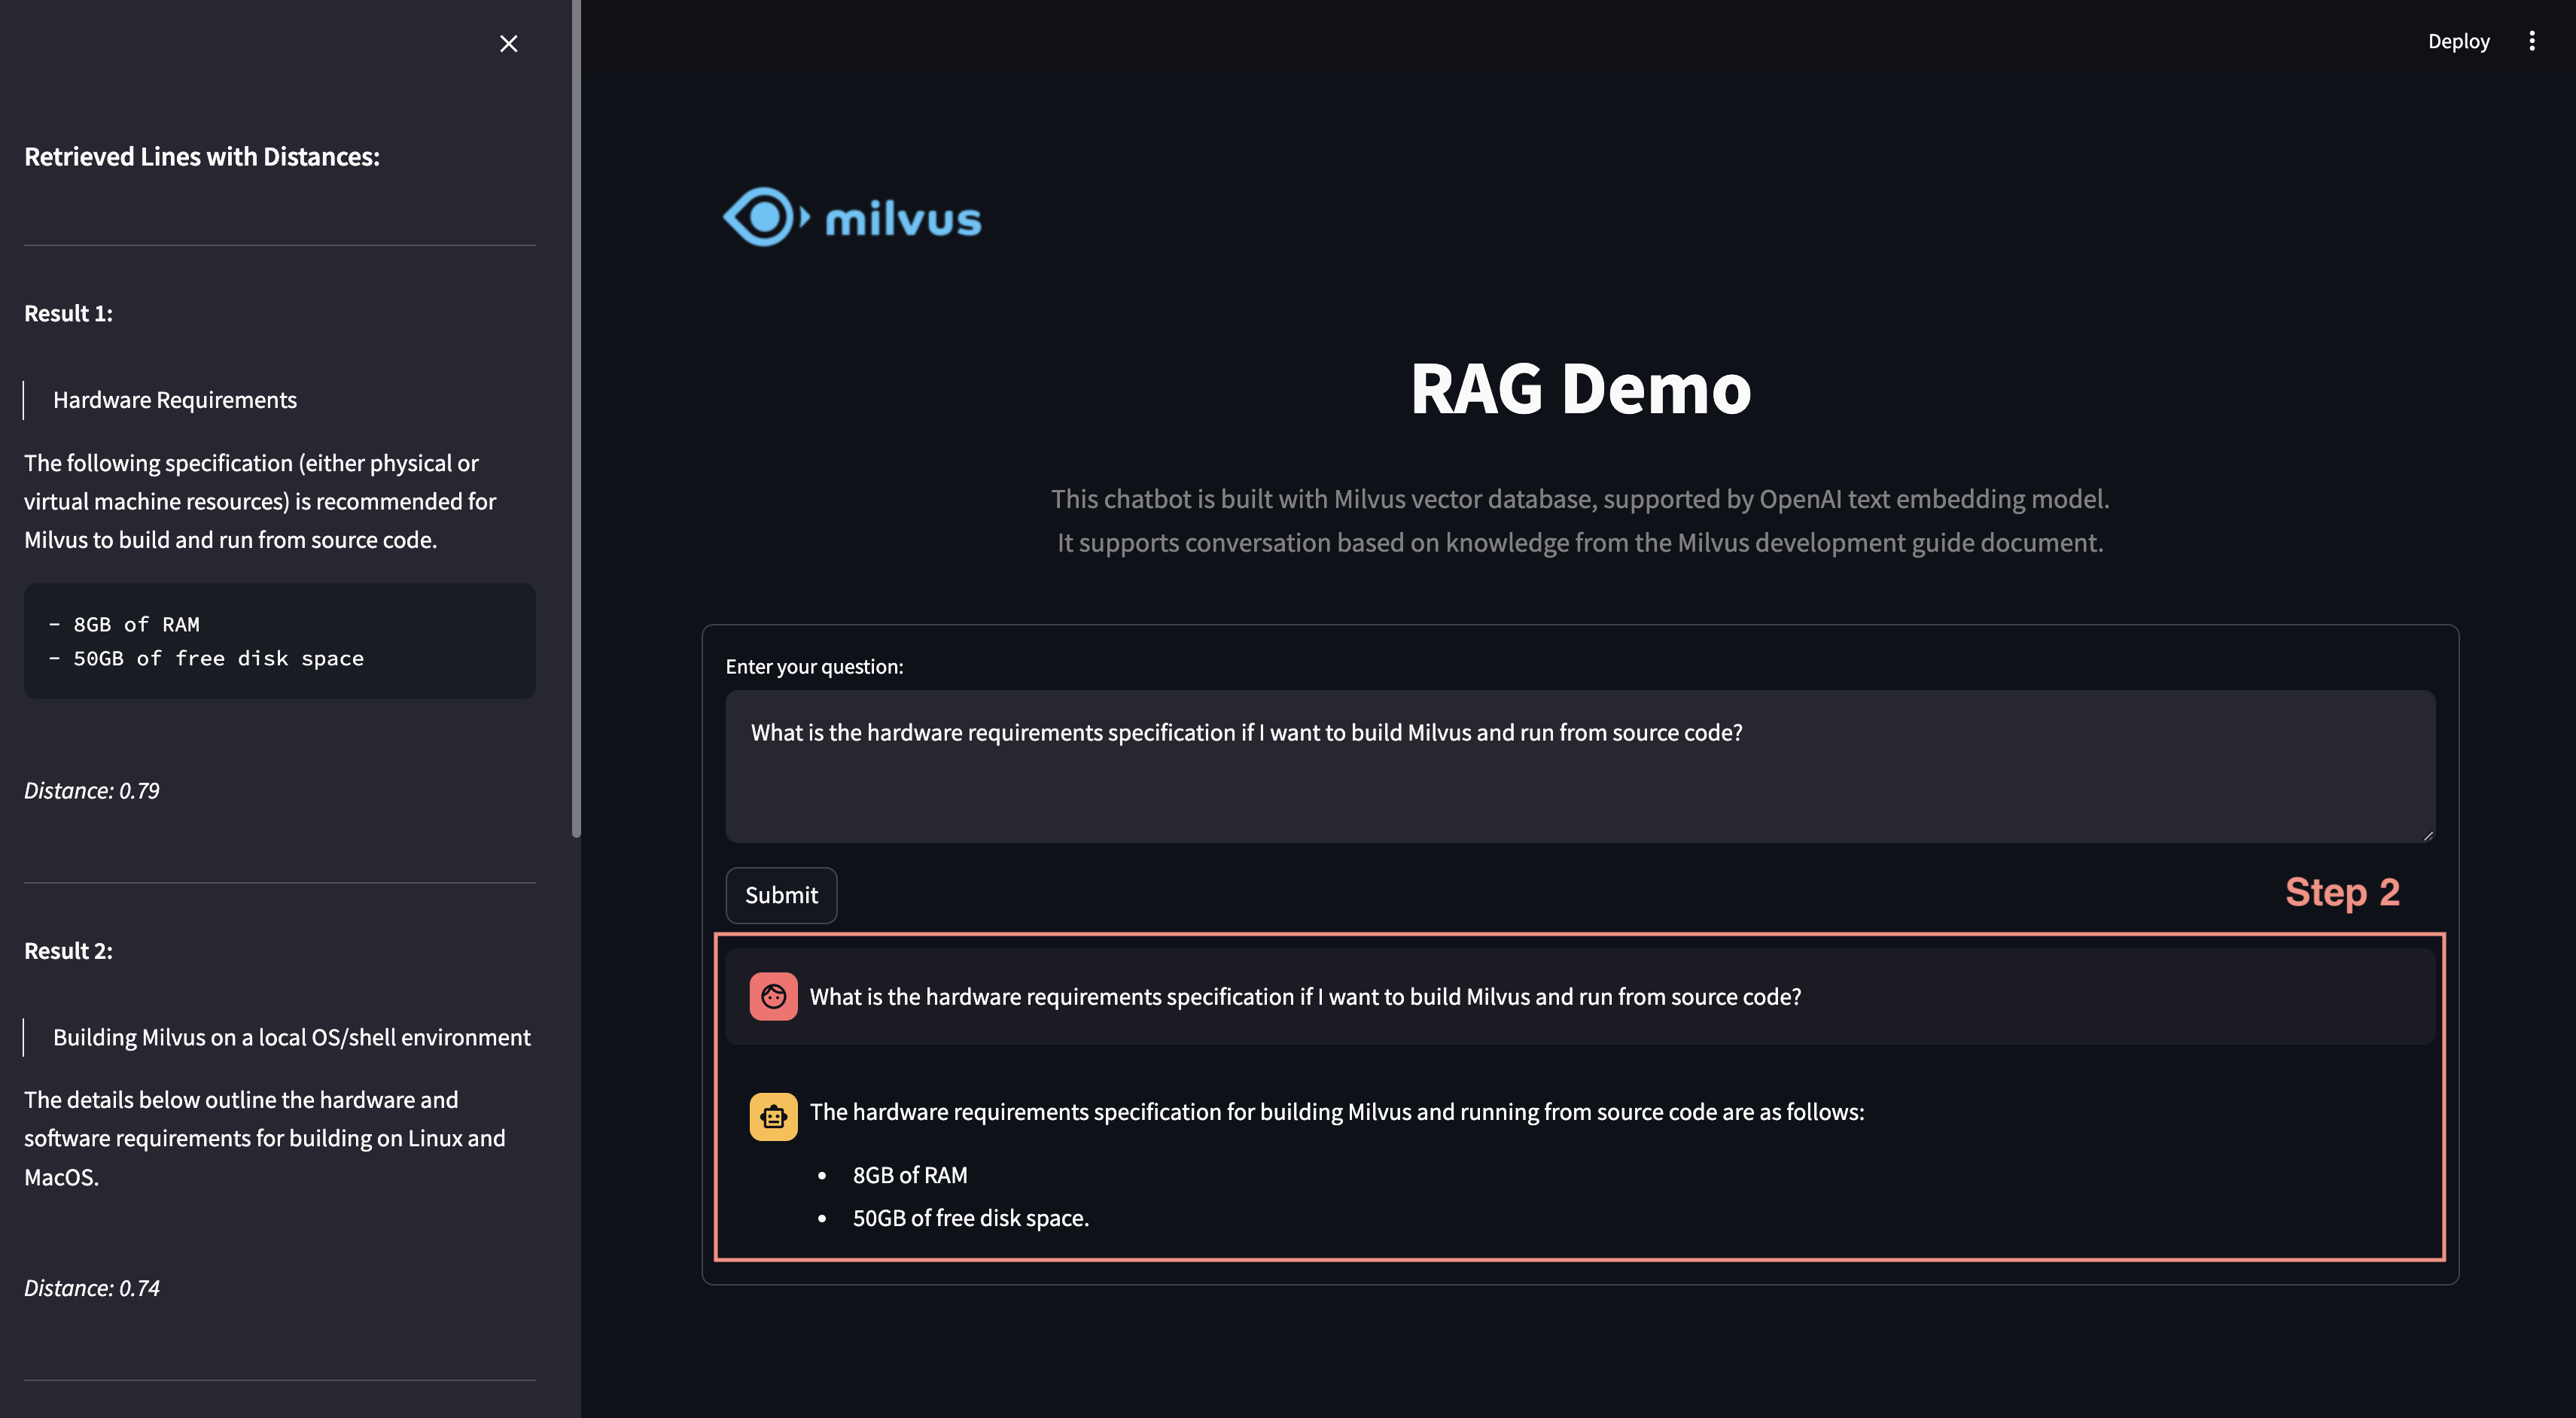 Retrieved Lines with Distances:
Result 1:
Hardware Requirements
The following specification (either physical or
virtual machine resources) is recommended for
Milvus to build and run from source code.
- 8GB of RAM
- 50GB of free disk space
Distance: 0.79
Result 2:
Building Milvus on a local OS/shell environment
The details below outline the hardware and
software requirements for building on Linux and
MacOS.
Distance: 0.74
Deploy
milvus
RAG Demo
This chatbot is built with Milvus vector database, supported by OpenAI text embedding model.
It supports conversation based on knowledge from the Milvus development guide document.
Enter your question:
What is the hardware requirements specification if I want to build Milvus and run from source code?
Submit
Step 2
What is the hardware requirements specification if I want to build Milvus and run from source code?
The hardware requirements specification for building Milvus and running from source code are as follows:
• 8GB of RAM
• 50GB of free disk space.